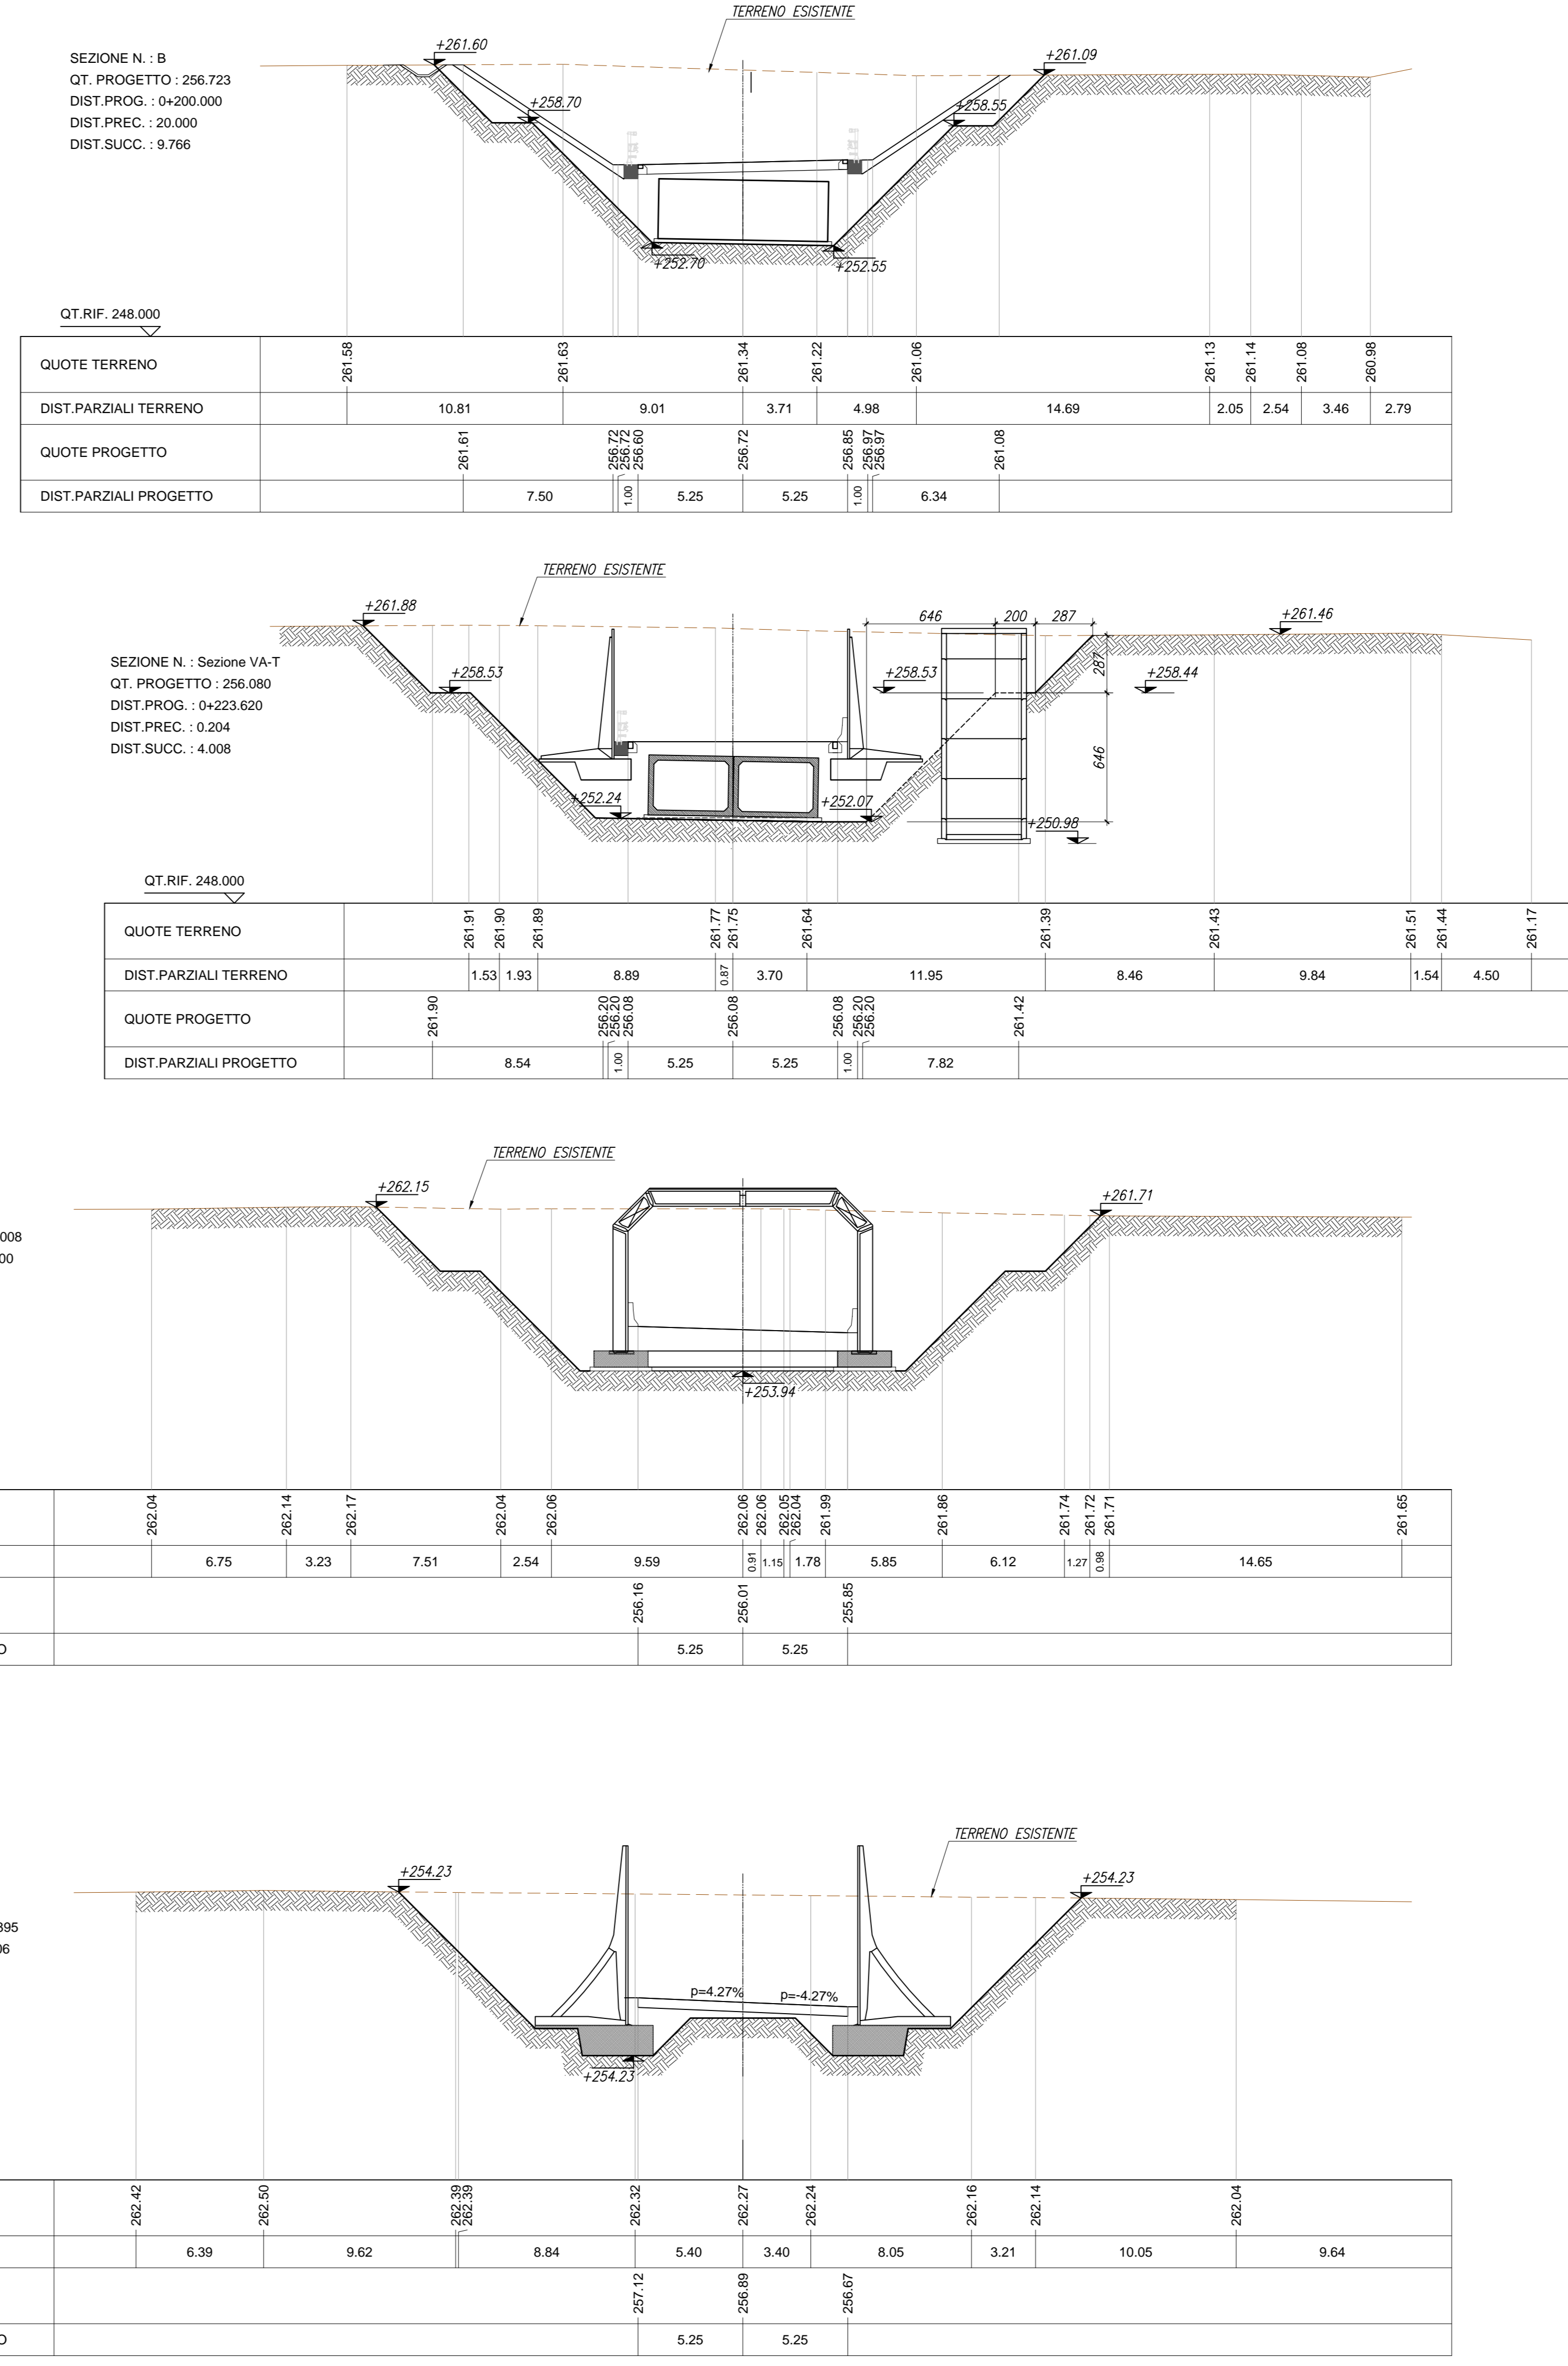 TERRENO ESISTENTE
+261.60
+261.09
SEZIONE N. : B
QT. PROGETTO : 256.723
DIST.PROG. : 0+200.000
DIST.PREC. : 20.000
DIST.SUCC. : 9.766
+258.70
+258.55
+252.70
+252.55
QT.RIF. 248.000
QUOTE TERRENO 261.58 261.63 261.34 261.22 261.06 261.13 261.14 261.08 260.98
DIST.PARZIALI TERRENO 10.81 9.01 3.71 4.98 14.69 2.05 2.54 3.46 2.79
QUOTE PROGETTO 261.61 256.72 256.72 256.60 256.72 256.85 256.97 256.97 261.08
DIST.PARZIALI PROGETTO 7.50 1.00 5.25 5.25 1.00 6.34
TERRENO ESISTENTE
+261.88
646 200 287
+261.46
SEZIONE N. : Sezione VA-T
QT. PROGETTO : 256.080
DIST.PROG. : 0+223.620
DIST.PREC. : 0.204
DIST.SUCC. : 4.008
+258.53
+258.53
287
+258.44
646
+252.24
+252.07
+250.98
QT.RIF. 248.000
QUOTE TERRENO 261.91 261.90 261.89 261.77 261.75 261.64 261.39 261.43 261.51 261.44 261.17
DIST.PARZIALI TERRENO 1.53 1.93 8.89 0.87 3.70 11.95 8.46 9.84 1.54 4.50
QUOTE PROGETTO 261.90 256.20 256.20 256.08 256.08 256.08 256.20 256.20 261.42
DIST.PARZIALI PROGETTO 8.54 1.00 5.25 5.25 1.00 7.82
TERRENO ESISTENTE
+262.15
+261.71
008
00
+253.94
262.04 262.14 262.17 262.04 262.06 262.06 262.06 262.05 262.04 261.99 261.86 261.74 261.72 261.71 261.65
6.75 3.23 7.51 2.54 9.59 0.91 1.15 1.78 5.85 6.12 1.27 0.98 14.65
256.16 256.01 255.85
O 5.25 5.25
TERRENO ESISTENTE
+254.23
+254.23
395
06
p=4.27% p=-4.27%
+254.23
262.42 262.50 262.39 262.39 262.32 262.27 262.24 262.16 262.14 262.04
6.39 9.62 8.84 5.40 3.40 8.05 3.21 10.05 9.64
257.12 256.89 256.67
O 5.25 5.25